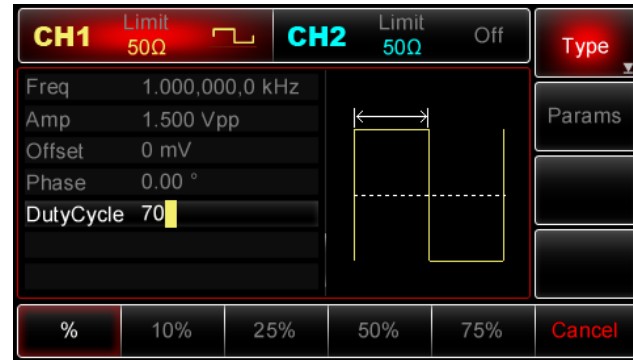 CH1 Limit 50Ω CH2 Limit 50Ω Off Type
Freq 1.000,000,0 kHz
Amp 1.500 Vpp Params
Offset 0 mV
Phase 0.00 °
DutyCycle 70
% 10% 25% 50% 75% Cancel